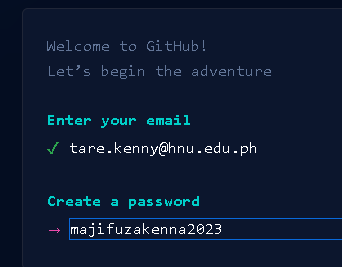 Welcome to GitHub!
Let's begin the adventure
Enter your email
✓ tare.kenny@hnu.edu.ph
Create a password
→ majifuzakenna2023